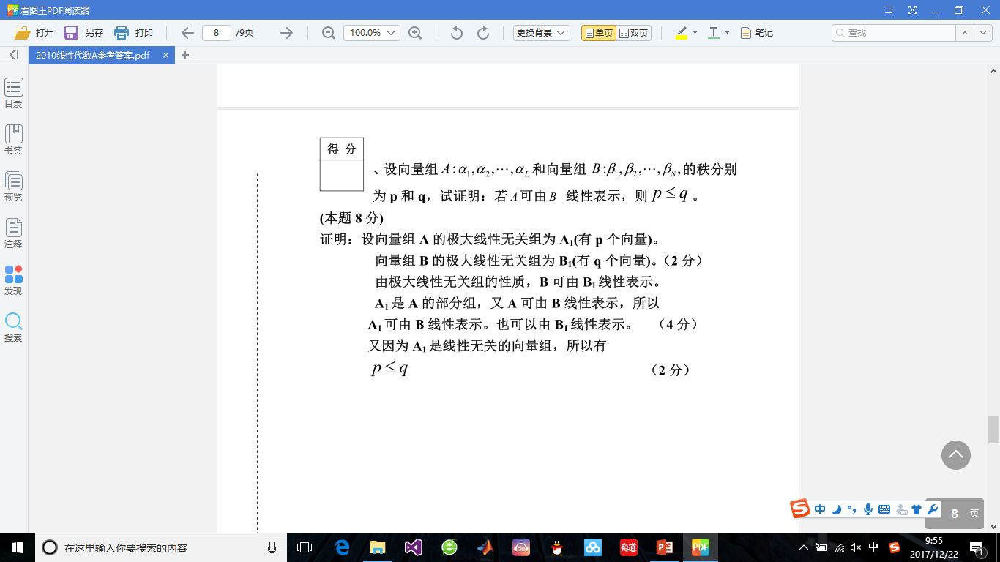 看图王PDF阅读器
打开 另存 打印 8 /9页 100.0% 更换背景 单页 双页 笔记 查找
2010线性代数A参考答案.pdf
目录
书签
预览
注释
发现
搜索
得 分
、设向量组 A:α₁,α₂,⋯,α_L 和向量组 B:β₁,β₂,⋯,β_S,的秩分别
为 p 和 q，试证明：若 A 可由 B 线性表示，则 p ≤ q 。
(本题 8 分)
证明：设向量组 A 的极大线性无关组为 A₁(有 p 个向量)。
向量组 B 的极大线性无关组为 B₁(有 q 个向量)。（2 分）
由极大线性无关组的性质，B 可由 B₁ 线性表示。
A₁ 是 A 的部分组，又 A 可由 B 线性表示，所以
A₁ 可由 B 线性表示。也可以由 B₁ 线性表示。 （4 分）
又因为 A₁ 是线性无关的向量组，所以有
p ≤ q （2 分）
中
8 页
在这里输入你要搜索的内容
有道
PDF
中
9:55
2017/12/22
1